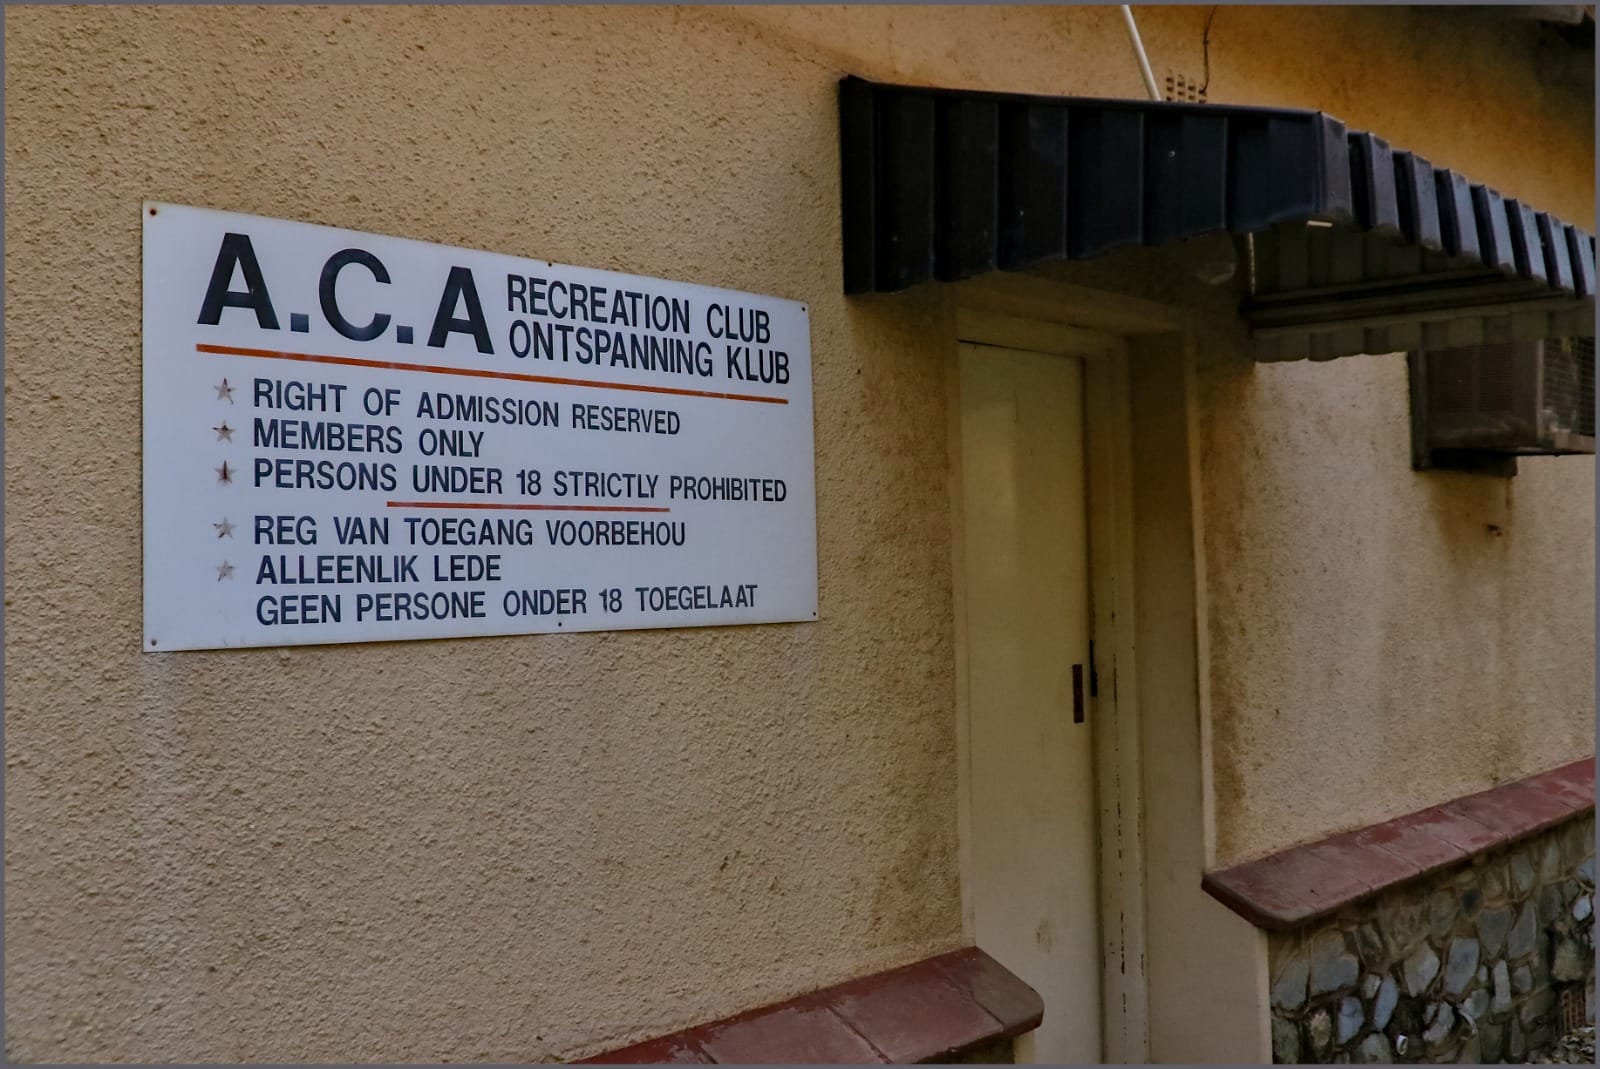 A.C.A RECREATION CLUB
ONTSPANNING KLUB
RIGHT OF ADMISSION RESERVED
MEMBERS ONLY
PERSONS UNDER 18 STRICTLY PROHIBITED
REG VAN TOEGANG VOORBEHOU
ALLEENLIK LEDE
GEEN PERSONE ONDER 18 TOEGELAAT